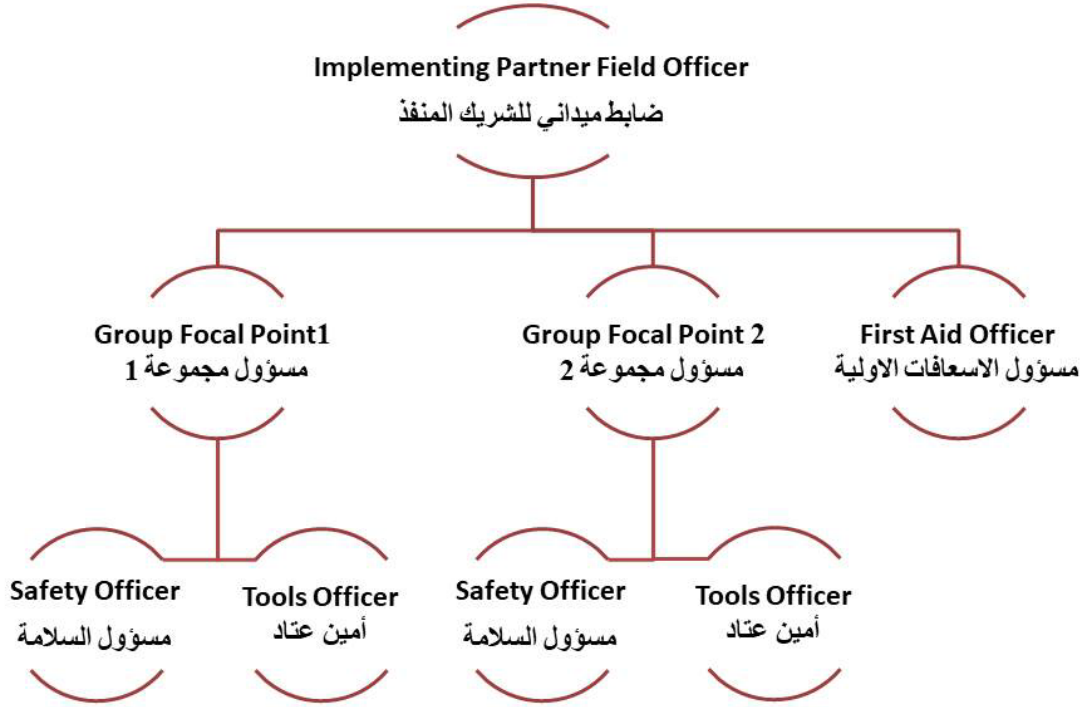 Implementing Partner Field Officer
ضابط ميداني للشريك المنفذ
Group Focal Point1
مسؤول مجموعة 1
Group Focal Point 2
مسؤول مجموعة 2
First Aid Officer
مسؤول الاسعافات الاولية
Safety Officer
مسؤول السلامة
Tools Officer
أمين عتاد
Safety Officer
مسؤول السلامة
Tools Officer
أمين عتاد